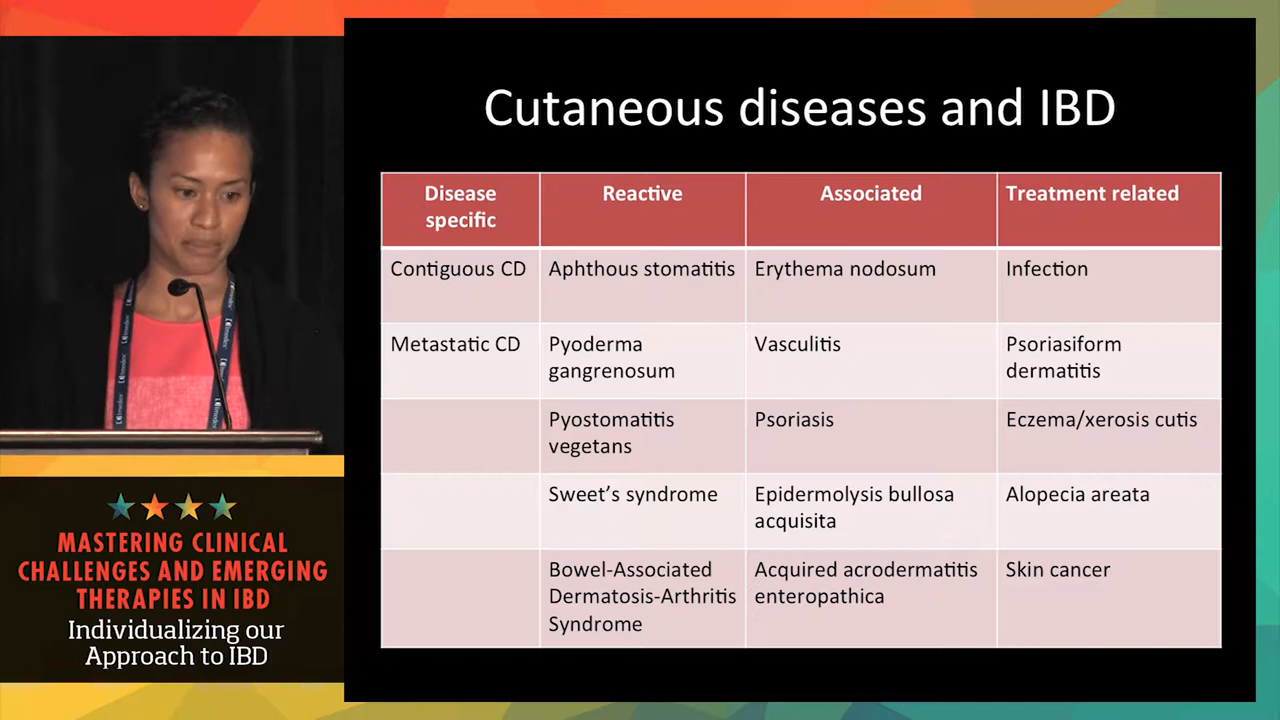 Cutaneous diseases and IBD
Disease
specific
Reactive
Associated
Treatment related
Contiguous CD
Aphthous stomatitis
Erythema nodosum
Infection
Metastatic CD
Pyoderma
gangrenosum
Vasculitis
Psoriasiform
dermatitis
Pyostomatitis
vegetans
Psoriasis
Eczema/xerosis cutis
Sweet’s syndrome
Epidermolysis bullosa
acquisita
Alopecia areata
Bowel-Associated
Dermatosis-Arthritis
Syndrome
Acquired acrodermatitis
enteropathica
Skin cancer
MASTERING CLINICAL
CHALLENGES AND EMERGING
THERAPIES IN IBD
Individualizing our
Approach to IBD